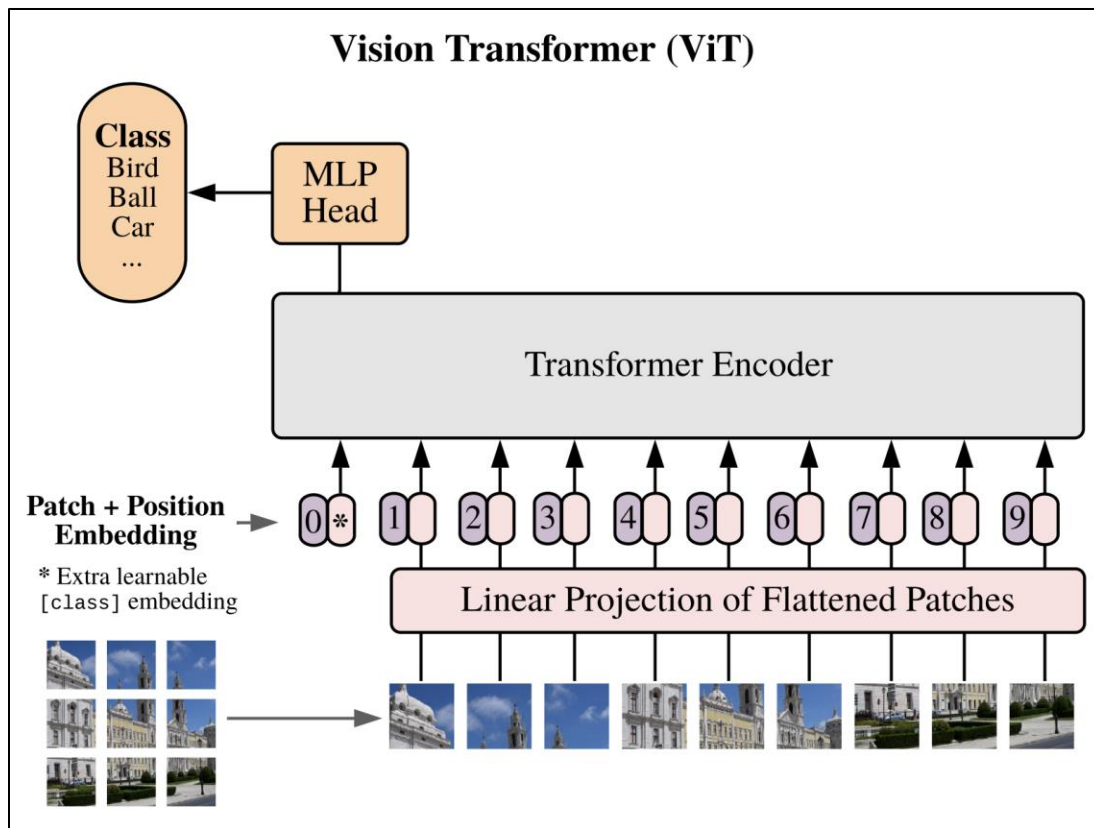 Vision Transformer (ViT)
Class
Bird
Ball
Car
...
MLP
Head
Transformer Encoder
Patch + Position
Embedding
0 * 1 2 3 4 5 6 7 8 9
* Extra learnable
[class] embedding
Linear Projection of Flattened Patches